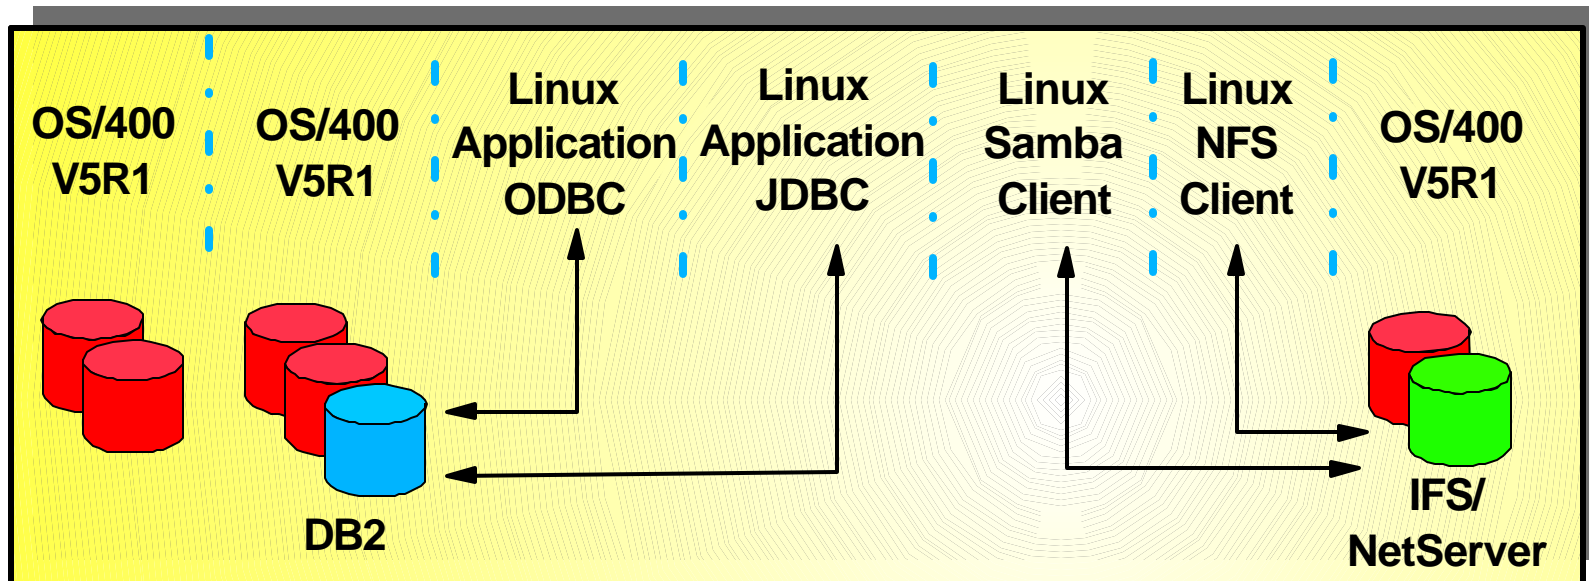 OS/400
V5R1
OS/400
V5R1
Linux
Application
ODBC
Linux
Application
JDBC
Linux
Samba
Client
Linux
NFS
Client
OS/400
V5R1
DB2
IFS/
NetServer